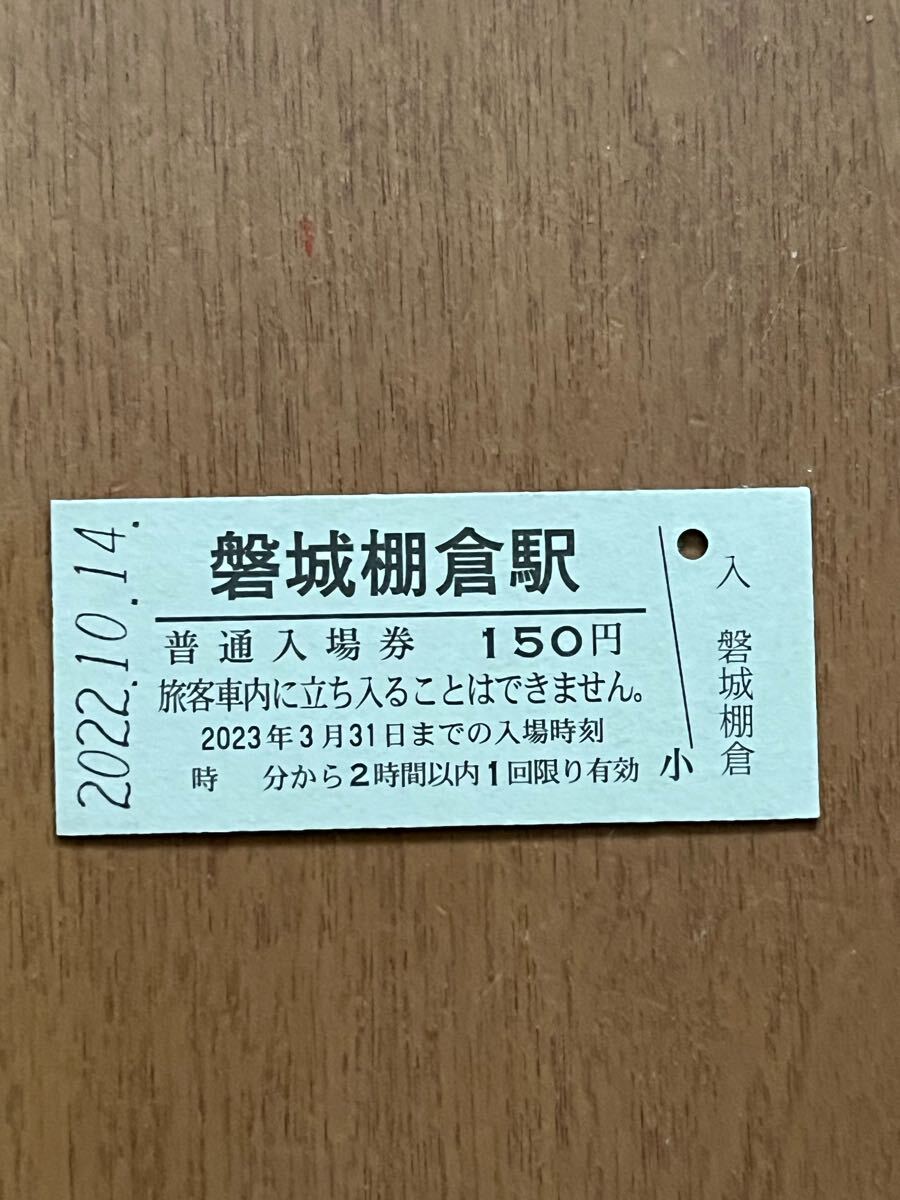 2022.10.14.
磐城棚倉駅
普通入場券 150円
旅客車内に立ち入ることはできません。
2023年3月31日までの入場時刻
時 分から2時間以内1回限り有効
小
入 磐城棚倉